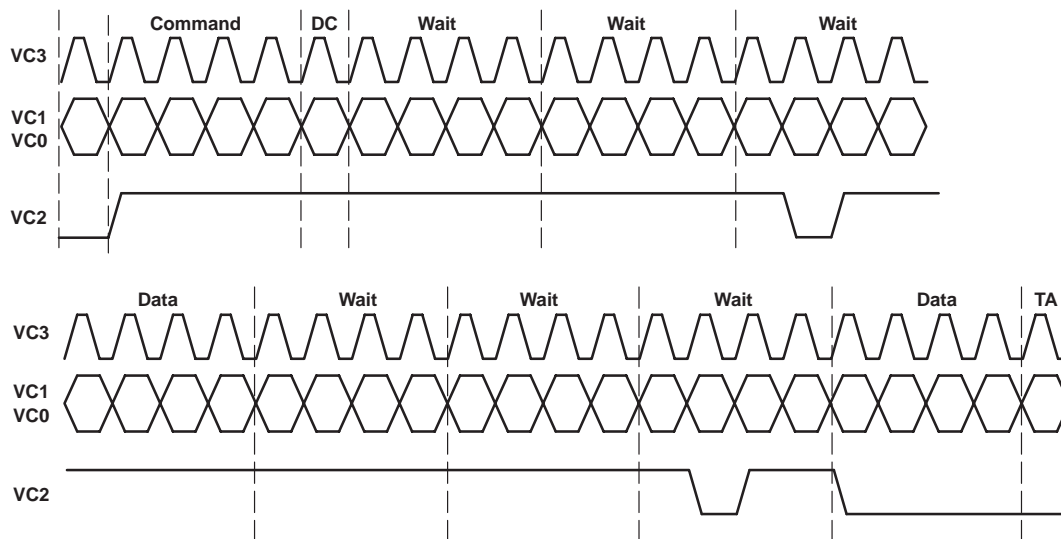 Command DC Wait Wait Wait
VC3
VC1
VC0
VC2
Data Wait Wait Wait Data TA
VC3
VC1
VC0
VC2